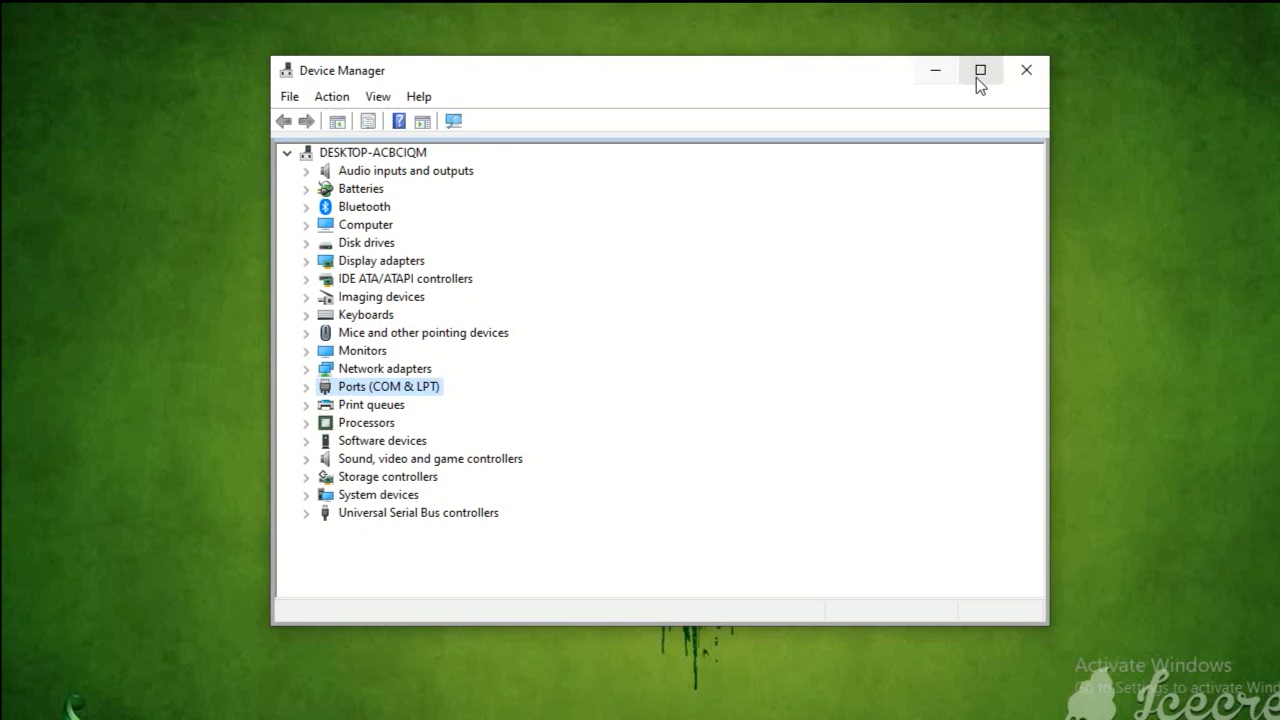 Device Manager
File Action View Help
DESKTOP-ACBCIQM
Audio inputs and outputs
Batteries
Bluetooth
Computer
Disk drives
Display adapters
IDE ATA/ATAPI controllers
Imaging devices
Keyboards
Mice and other pointing devices
Monitors
Network adapters
Ports (COM & LPT)
Print queues
Processors
Software devices
Sound, video and game controllers
Storage controllers
System devices
Universal Serial Bus controllers
Activate Windows
Go to Settings to activate Wind
Icecre